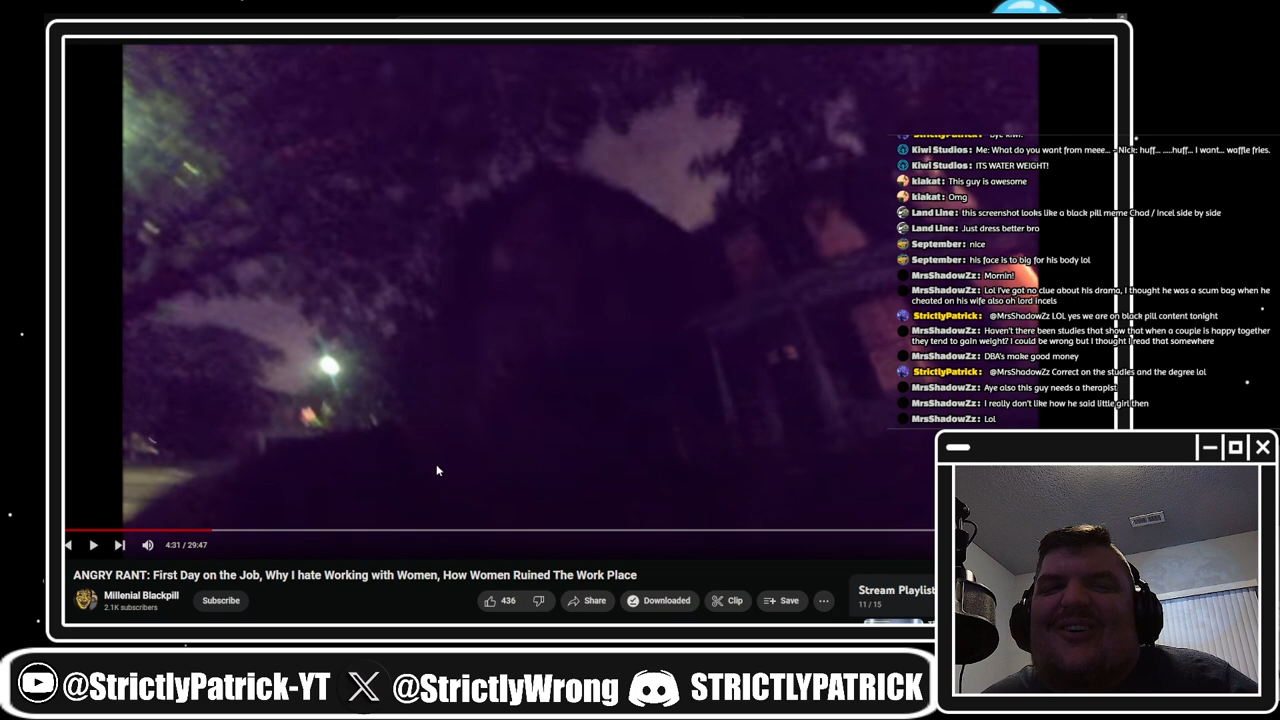 StrictlyPatrick: bye kiwi!
Kiwi Studios: Me: What do you want from meee... - Nick: huff... .....huff... I want... waffle fries.
Kiwi Studios: ITS WATER WEIGHT!
kiakat: This guy is awesome
kiakat: Omg
Land Line: this screenshot looks like a black pill meme Chad / Incel side by side
Land Line: Just dress better bro
September: nice
September: his face is to big for his body lol
MrsShadowZz: Mornin!
MrsShadowZz: Lol I've got no clue about his drama, I thought he was a scum bag when he
cheated on his wife also oh lord incels
StrictlyPatrick: @MrsShadowZz LOL yes we are on black pill content tonight
MrsShadowZz: Haven't there been studies that show that when a couple is happy together
they tend to gain weight? I could be wrong but I thought I read that somewhere
MrsShadowZz: DBA's make good money
StrictlyPatrick: @MrsShadowZz Correct on the studies and the degree lol
MrsShadowZz: Aye also this guy needs a therapist
MrsShadowZz: I really don't like how he said little girl then
MrsShadowZz: Lol
4:31 / 29:47
ANGRY RANT: First Day on the Job, Why I hate Working with Women, How Women Ruined The Work Place
Millenial Blackpill
2.1K subscribers
Subscribe
436
Share
Downloaded
Clip
Save
Stream Playlist
11 / 15
@StrictlyPatrick-YT
@StrictlyWrong
STRICTLYPATRICK